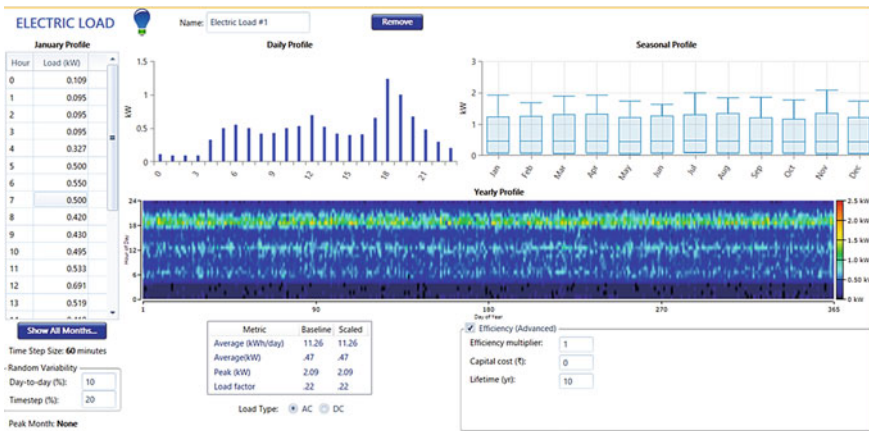 ELECTRIC LOAD
Name: Electric Load #1
Remove
January Profile
Hour Load (kW)
0 0.109
1 0.095
2 0.095
3 0.095
4 0.327
5 0.500
6 0.550
7 0.500
8 0.420
9 0.430
10 0.495
11 0.533
12 0.691
13 0.519
Show All Months...
Time Step Size: 60 minutes
Random Variability
Day-to-day (%): 10
Timestep (%): 20
Peak Month: None
Daily Profile
kW
1.5
1
0.5
0
0 3 6 9 12 15 18 21
Seasonal Profile
kW
3
2
1
0
Jan Feb Mar Apr May Jun Jul Aug Sep Oct Nov Dec
Yearly Profile
Hour of Day
24
18
12
6
0
1 90 180 270 365
Day of Year
2.5 kW
2.0 kW
1.5 kW
1.0 kW
0.50 kW
0 kW
Metric Baseline Scaled
Average (kWh/day) 11.26 11.26
Average(kW) .47 .47
Peak (kW) 2.09 2.09
Load factor .22 .22
Load Type: AC DC
Efficiency (Advanced)
Efficiency multiplier: 1
Capital cost (₹): 0
Lifetime (yr): 10